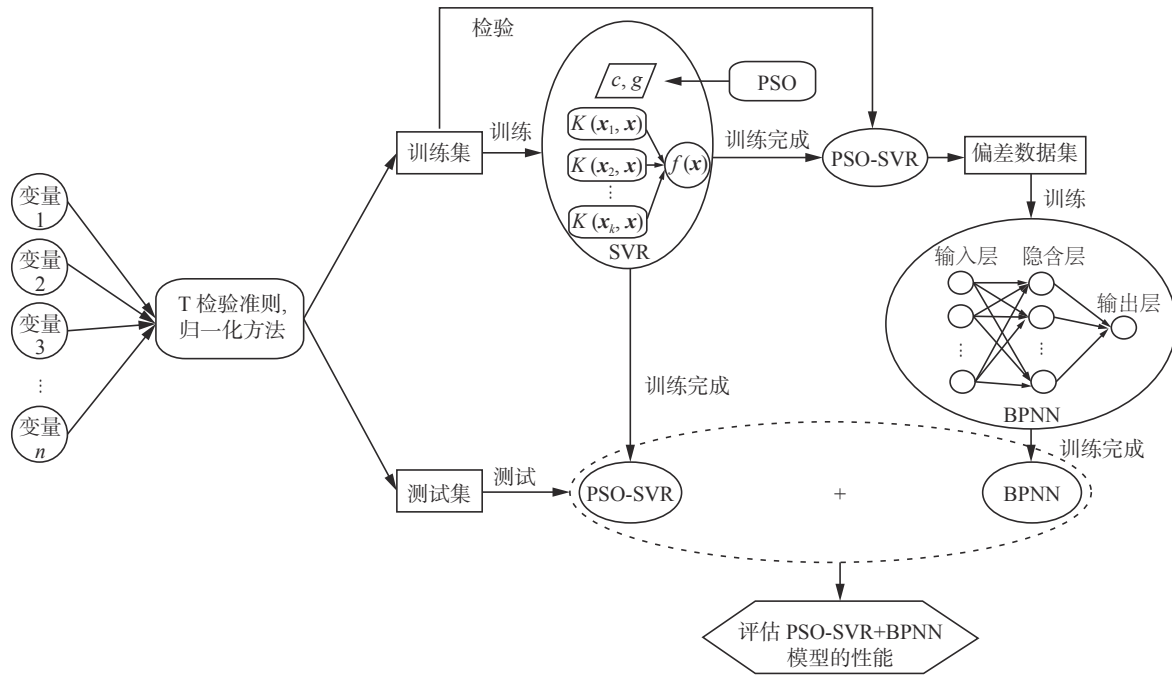 检验
c, g
PSO
K (x₁, x)
K (x₂, x)
⋮
K (xₖ, x)
f (x)
SVR
训练集
训练
训练完成
PSO-SVR
偏差数据集
训练
变量
1
变量
2
变量
3
⋮
变量
n
T 检验准则,
归一化方法
输入层
隐含层
输出层
⋮
⋮
BPNN
训练完成
训练完成
测试集
测试
PSO-SVR
+
BPNN
评估 PSO-SVR+BPNN
模型的性能